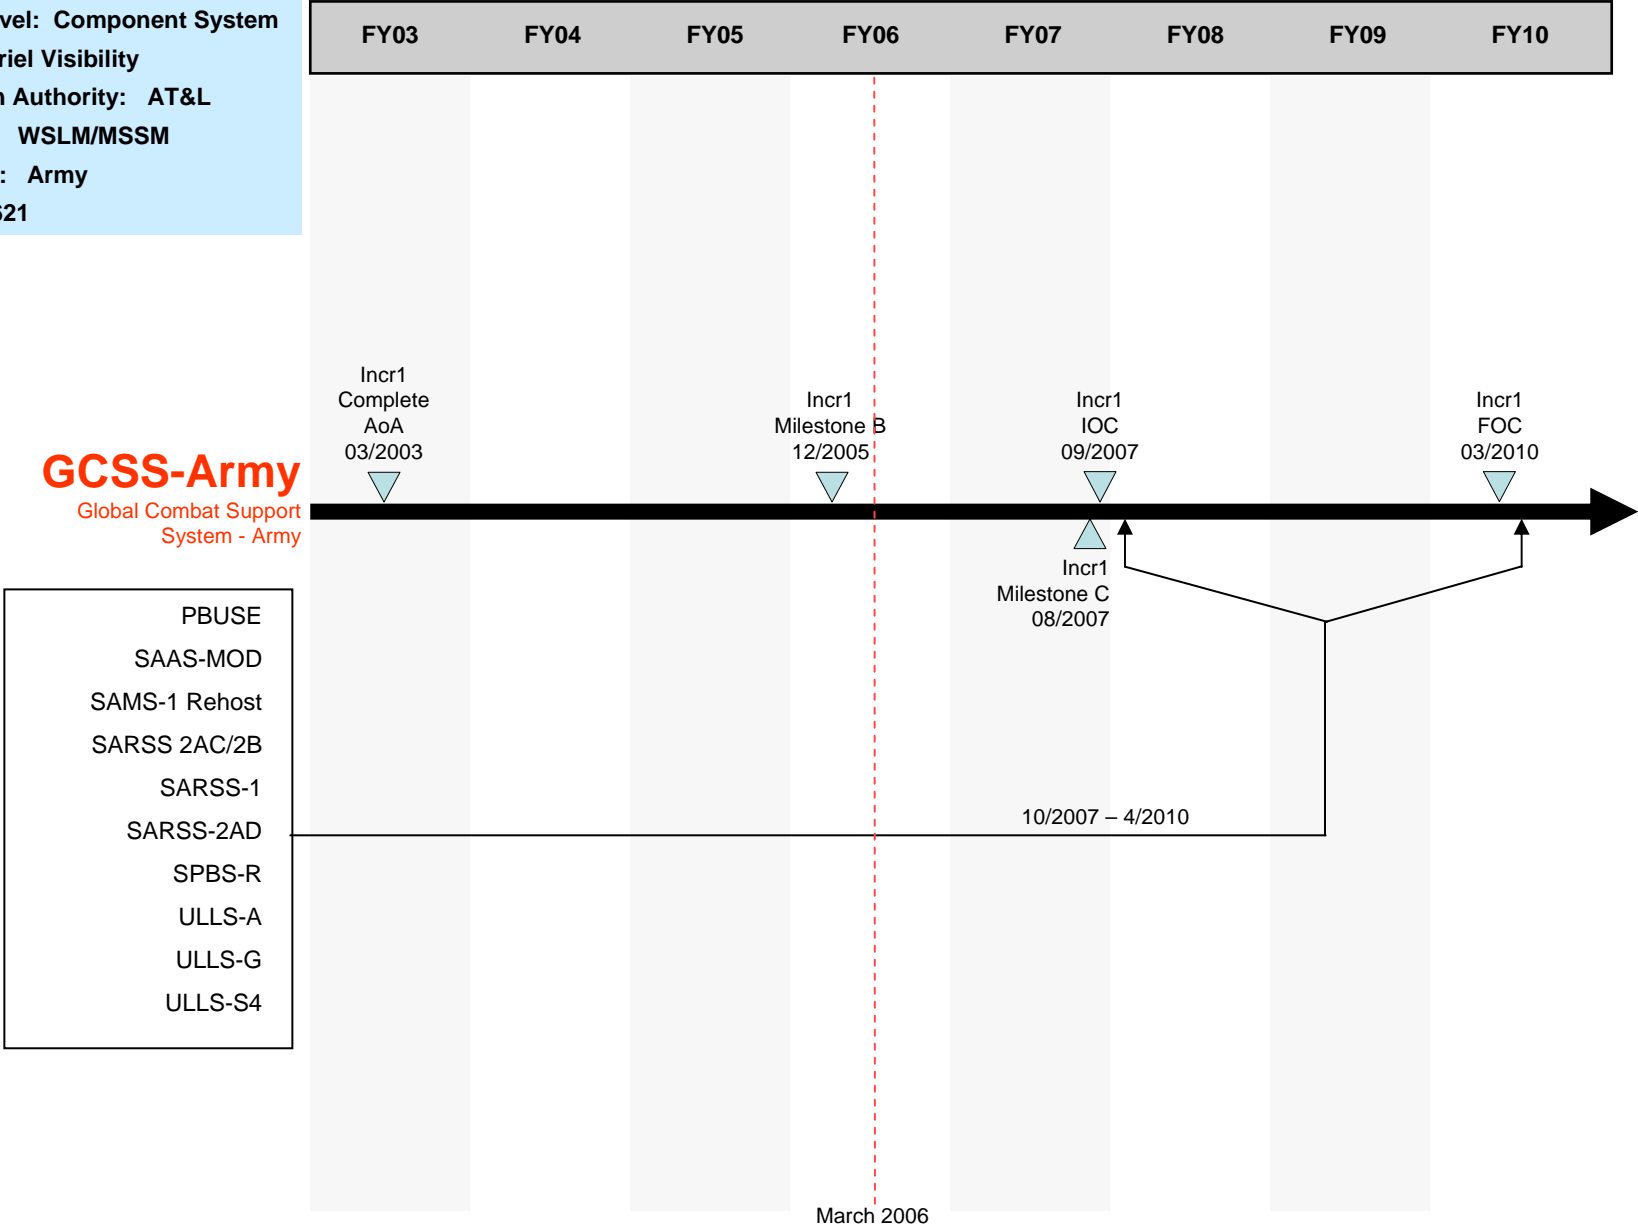 Component System
Visibility
Authority: AT&L
WSLM/MSSM
: Army
FY03 FY04 FY05 FY06 FY07 FY08 FY09 FY10
Incr1
Complete
AoA
03/2003
Incr1
Milestone B
12/2005
Incr1
IOC
09/2007
Incr1
FOC
03/2010
GCSS-Army
Global Combat Support
System - Army
Incr1
Milestone C
08/2007
PBUSE
SAAS-MOD
SAMS-1 Rehost
SARSS 2AC/2B
SARSS-1
SARSS-2AD
SPBS-R
ULLS-A
ULLS-G
ULLS-S4
10/2007 – 4/2010
March 2006